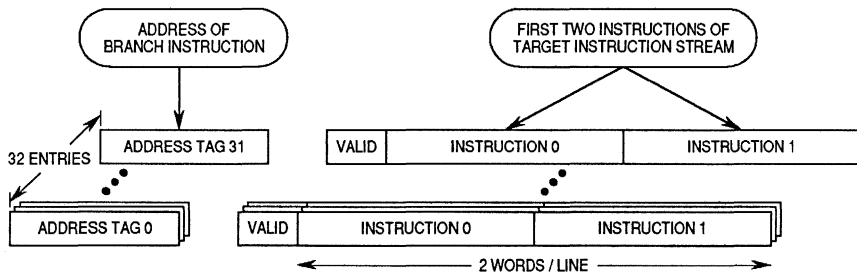 ADDRESS OF
BRANCH INSTRUCTION
FIRST TWO INSTRUCTIONS OF
TARGET INSTRUCTION STREAM
ADDRESS TAG 31
VALID
INSTRUCTION 0
INSTRUCTION 1
32 ENTRIES
ADDRESS TAG 0
VALID
INSTRUCTION 0
INSTRUCTION 1
2 WORDS / LINE